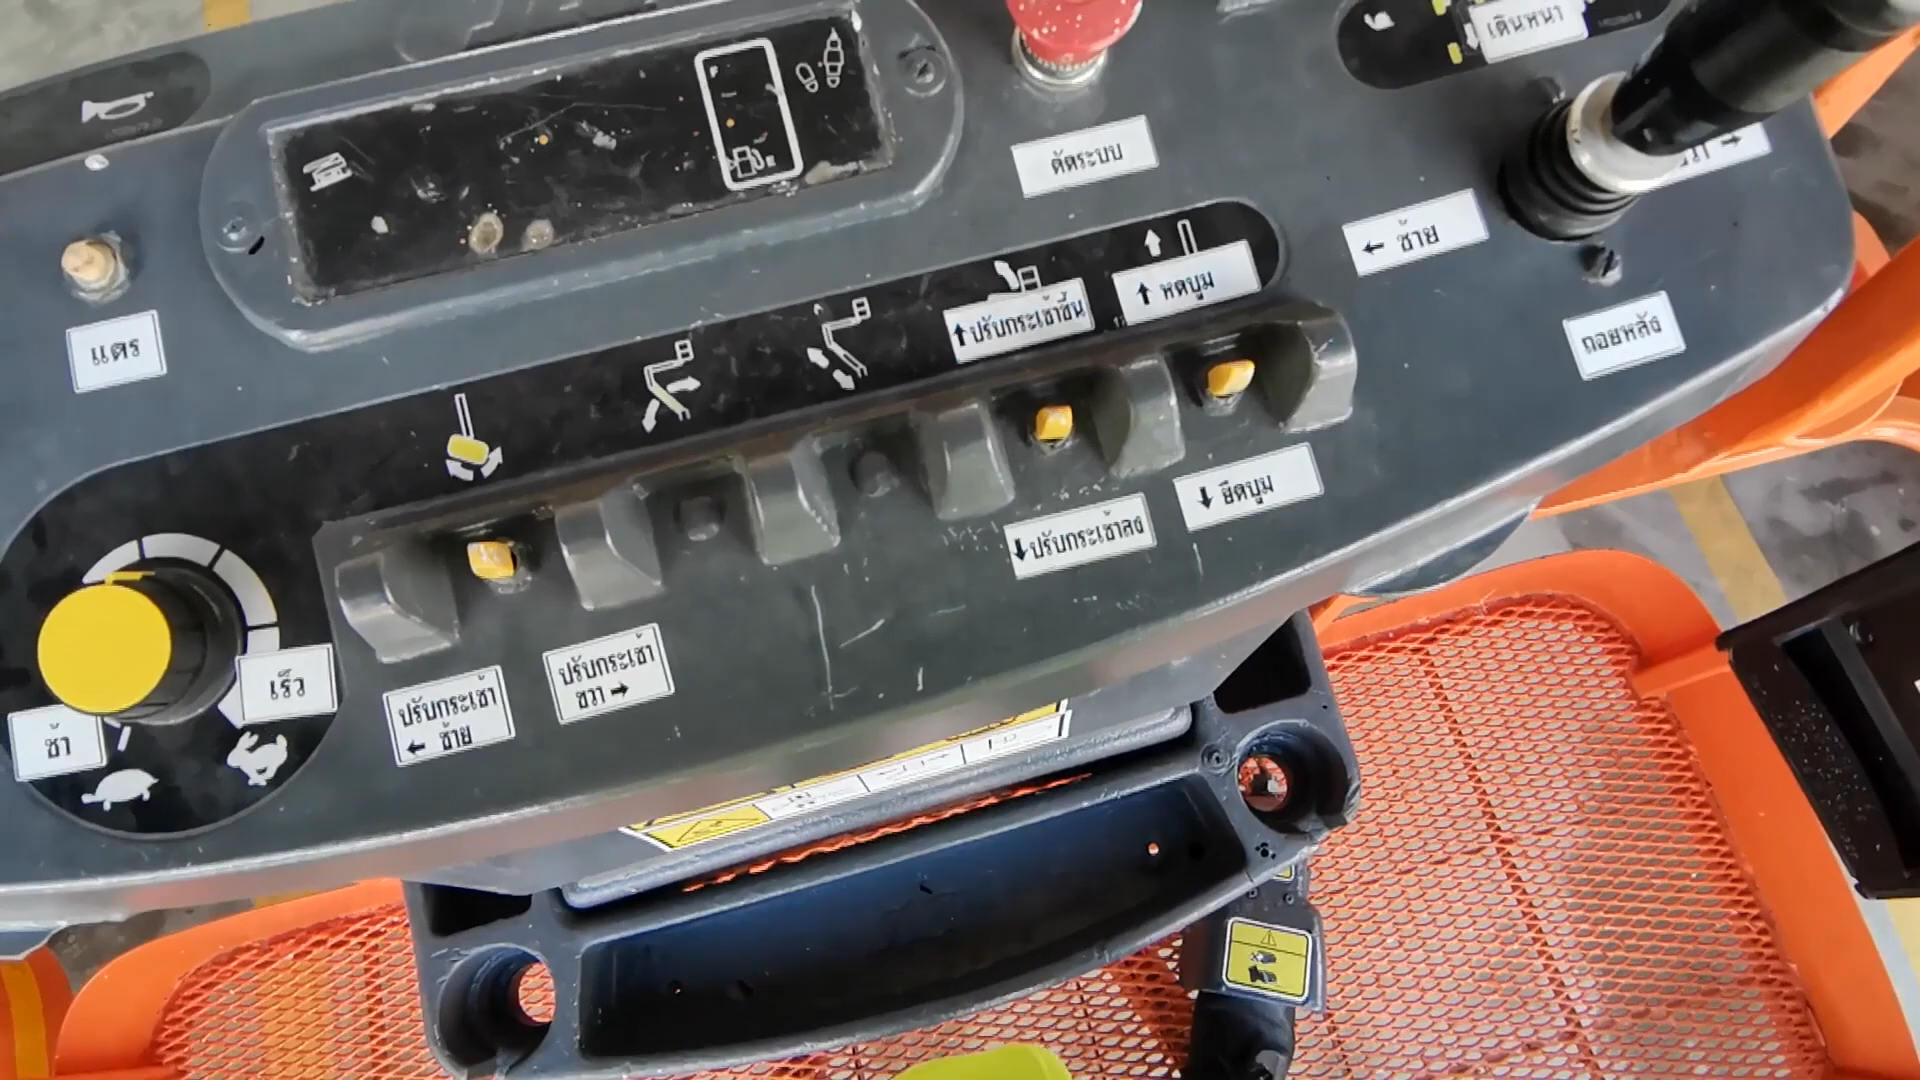 เดินหน้า
F
E
ตัดระบบ
← ซ้าย
ถอยหลัง
แตร
↑ ปรับกระเช้าขึ้น
↑ หดบูม
↓ ปรับกระเช้าลง
↓ ยืดบูม
เร็ว
ช้า
ปรับกระเช้า
← ซ้าย
ปรับกระเช้า
ขวา →